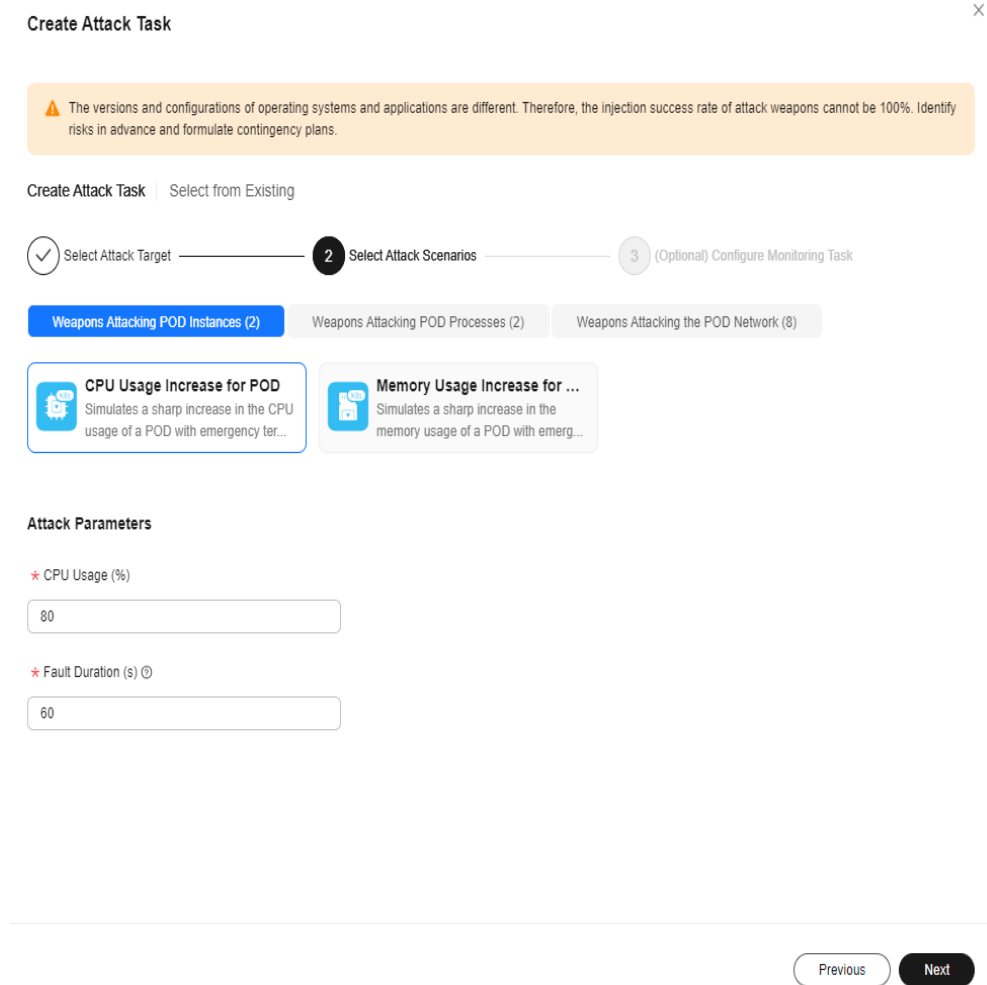 Create Attack Task
The versions and configurations of operating systems and applications are different. Therefore, the injection success rate of attack weapons cannot be 100%. Identify
risks in advance and formulate contingency plans.
Create Attack Task Select from Existing
Select Attack Target 2 Select Attack Scenarios 3 (Optional) Configure Monitoring Task
Weapons Attacking POD Instances (2) Weapons Attacking POD Processes (2) Weapons Attacking the POD Network (8)
CPU Usage Increase for POD
Simulates a sharp increase in the CPU
usage of a POD with emergency ter...
Memory Usage Increase for ...
Simulates a sharp increase in the
memory usage of a POD with emerg...
Attack Parameters
* CPU Usage (%)
80
* Fault Duration (s)
60
Previous Next